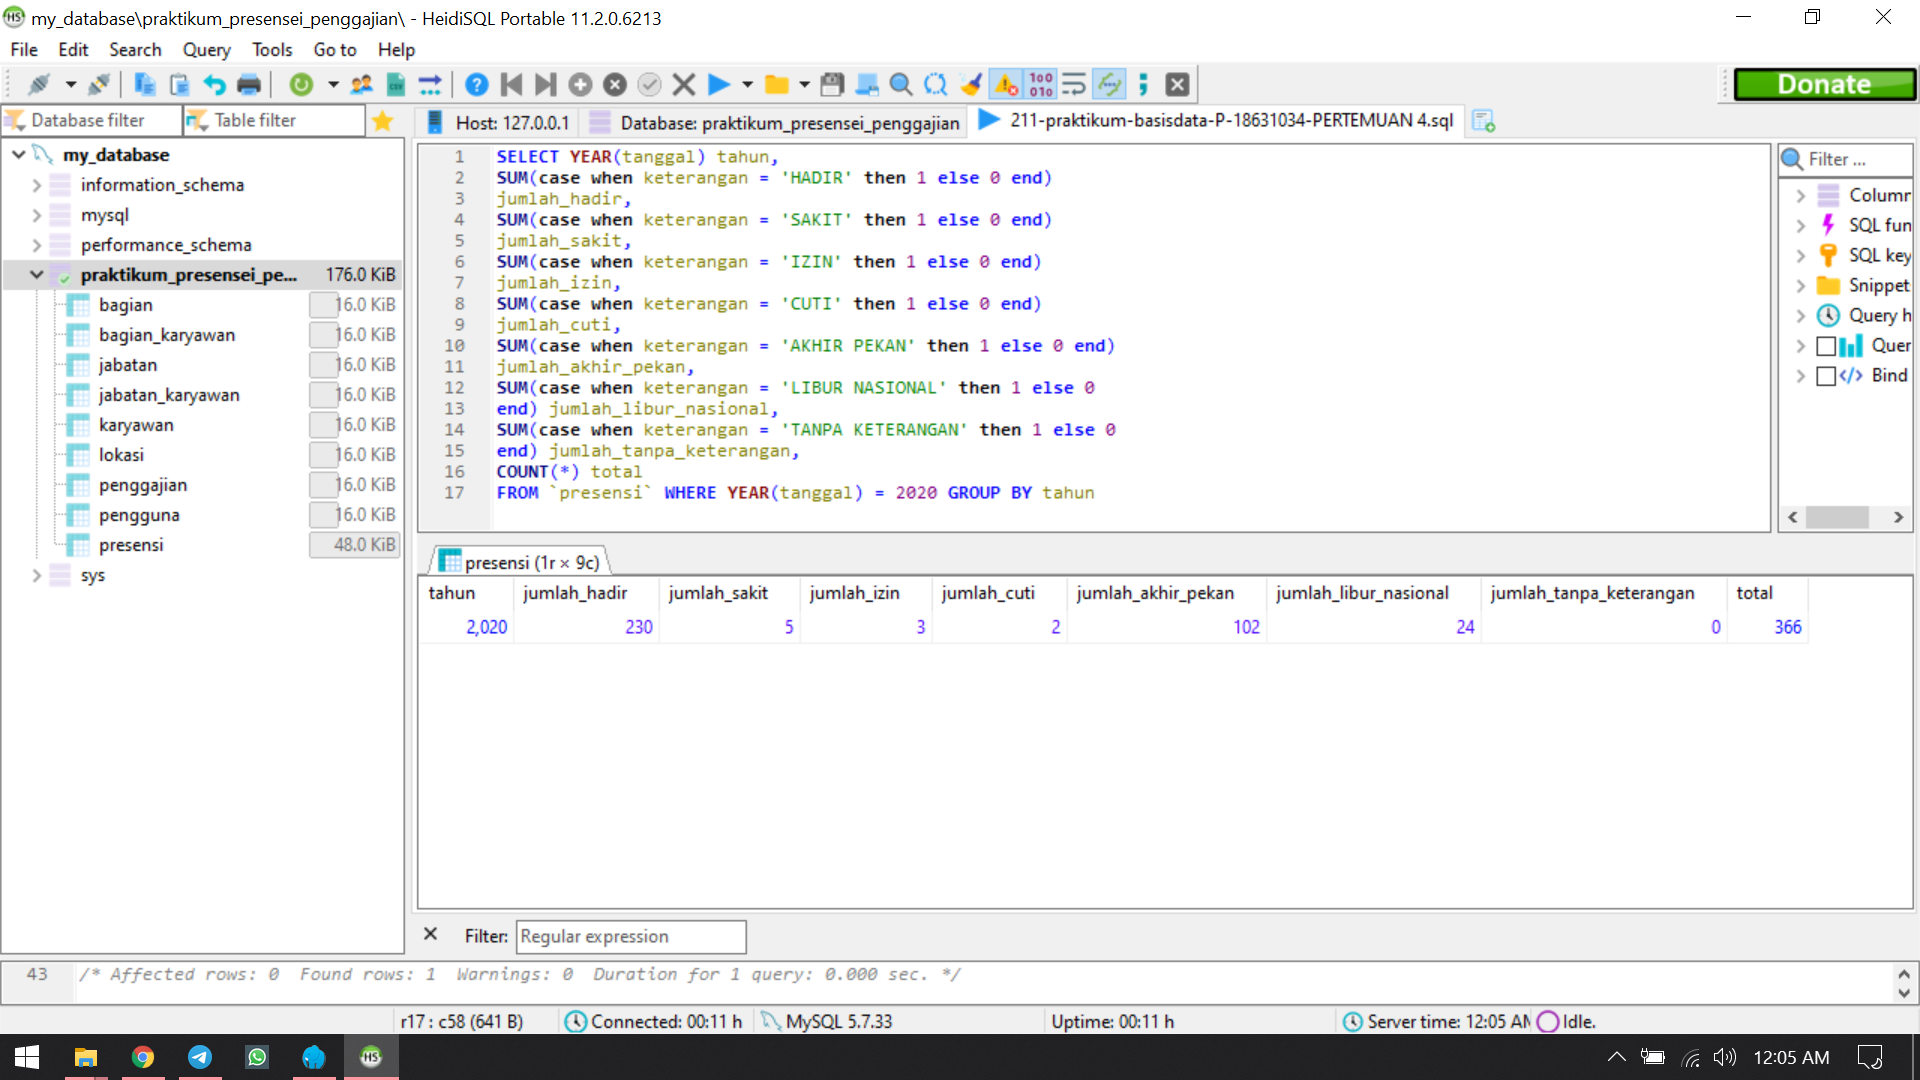 my_database\praktikum_presensei_penggajian\ - HeidiSQL Portable 11.2.0.6213
File Edit Search Query Tools Go to Help
Donate
Database filter Table filter
Host: 127.0.0.1 Database: praktikum_presensei_penggajian 211-praktikum-basisdata-P-18631034-PERTEMUAN 4.sql
my_database
information_schema
mysql
performance_schema
praktikum_presensei_pe... 176.0 KiB
bagian 16.0 KiB
bagian_karyawan 16.0 KiB
jabatan 16.0 KiB
jabatan_karyawan 16.0 KiB
karyawan 16.0 KiB
lokasi 16.0 KiB
penggajian 16.0 KiB
pengguna 16.0 KiB
presensi 48.0 KiB
sys
1 SELECT YEAR(tanggal) tahun,
2 SUM(case when keterangan = 'HADIR' then 1 else 0 end)
3 jumlah_hadir,
4 SUM(case when keterangan = 'SAKIT' then 1 else 0 end)
5 jumlah_sakit,
6 SUM(case when keterangan = 'IZIN' then 1 else 0 end)
7 jumlah_izin,
8 SUM(case when keterangan = 'CUTI' then 1 else 0 end)
9 jumlah_cuti,
10 SUM(case when keterangan = 'AKHIR PEKAN' then 1 else 0 end)
11 jumlah_akhir_pekan,
12 SUM(case when keterangan = 'LIBUR NASIONAL' then 1 else 0
13 end) jumlah_libur_nasional,
14 SUM(case when keterangan = 'TANPA KETERANGAN' then 1 else 0
15 end) jumlah_tanpa_keterangan,
16 COUNT(*) total
17 FROM `presensi` WHERE YEAR(tanggal) = 2020 GROUP BY tahun
Filter ...
Column
SQL fun
SQL key
Snippet
Query h
Quer
Bind
presensi (1r × 9c)
tahun jumlah_hadir jumlah_sakit jumlah_izin jumlah_cuti jumlah_akhir_pekan jumlah_libur_nasional jumlah_tanpa_keterangan total
2,020 230 5 3 2 102 24 0 366
Filter: Regular expression
43 /* Affected rows: 0 Found rows: 1 Warnings: 0 Duration for 1 query: 0.000 sec. */
r17 : c58 (641 B) Connected: 00:11 h MySQL 5.7.33 Uptime: 00:11 h Server time: 12:05 AM Idle.
HS 12:05 AM